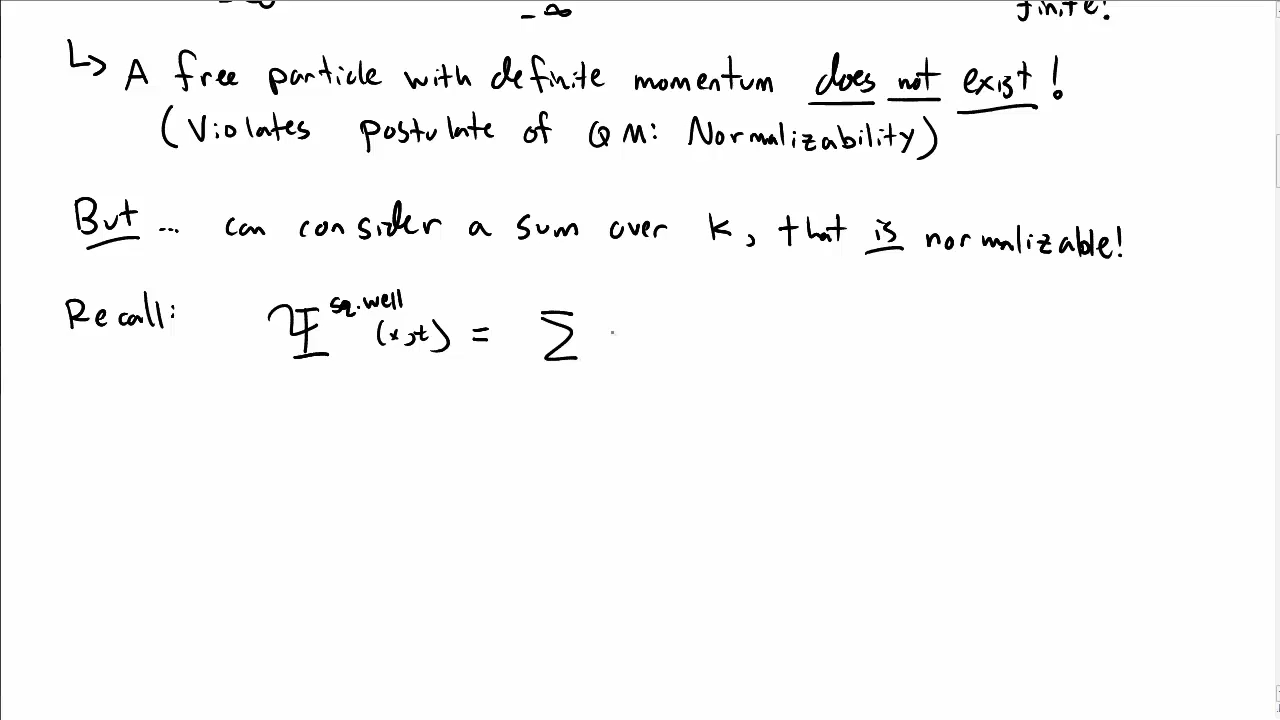 - ∞ finite!
↳ A free particle with definite momentum does not exist!
(Violates postulate of QM: Normalizability)
But ... can consider a sum over k, that is normalizable!
Recall: Ψ^sq.well (x,t) = Σ